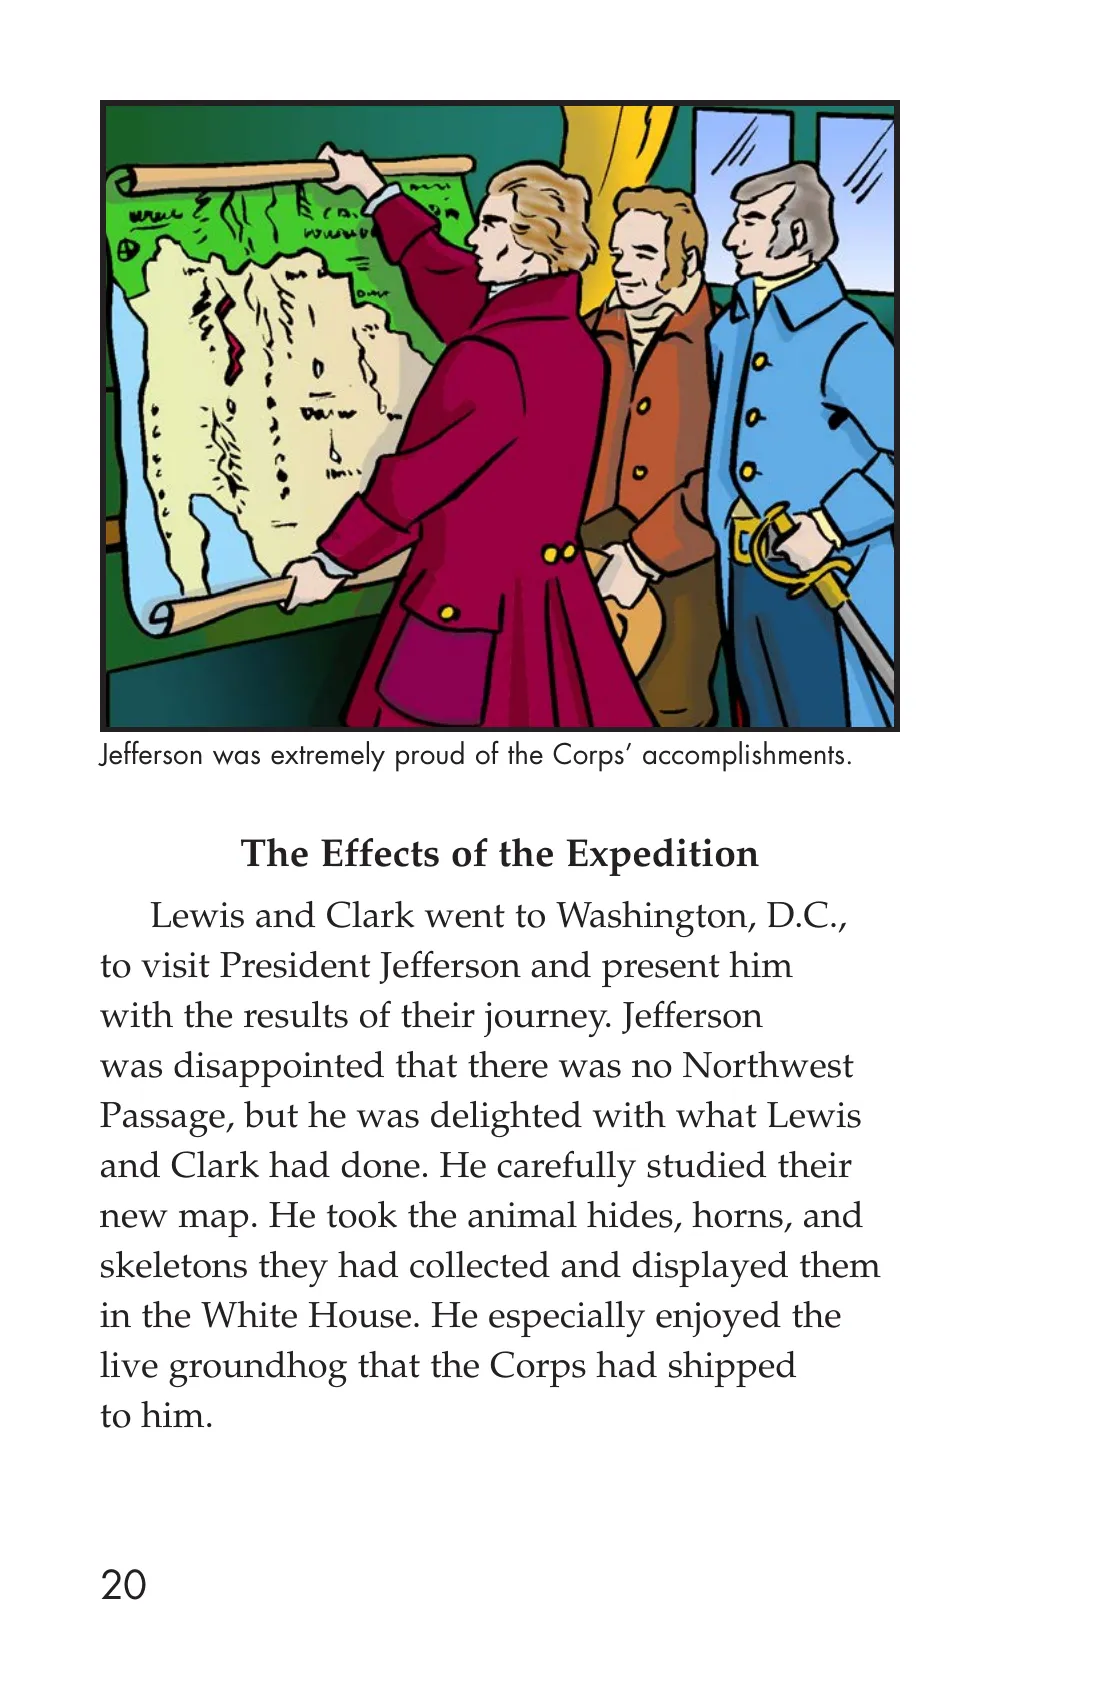 Jefferson was extremely proud of the Corps’ accomplishments.
The Effects of the Expedition
Lewis and Clark went to Washington, D.C.,
to visit President Jefferson and present him
with the results of their journey. Jefferson
was disappointed that there was no Northwest
Passage, but he was delighted with what Lewis
and Clark had done. He carefully studied their
new map. He took the animal hides, horns, and
skeletons they had collected and displayed them
in the White House. He especially enjoyed the
live groundhog that the Corps had shipped
to him.
20